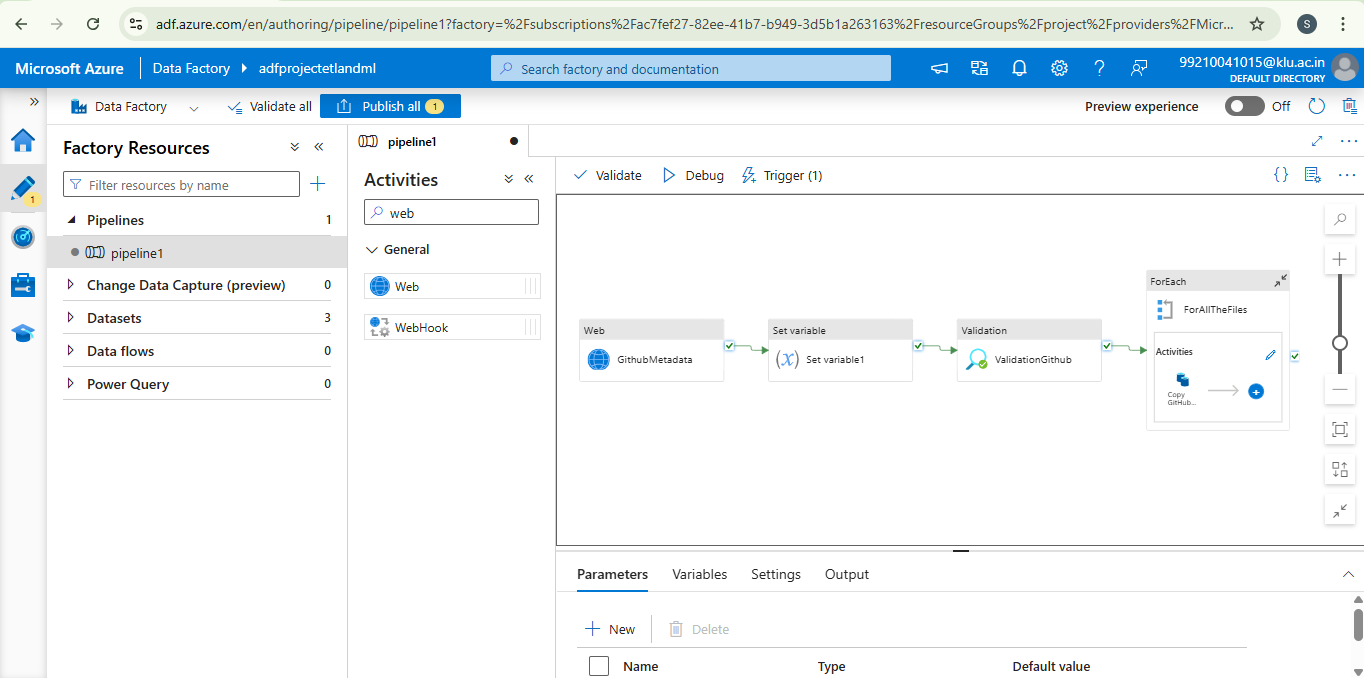 adf.azure.com/en/authoring/pipeline/pipeline1?factory=%2Fsubscriptions%2Fac7fef27-82ee-41b7-b949-3d5b1a263163%2FresourceGroups%2Fproject%2Fproviders%2FMicr...
S
Microsoft Azure
Data Factory
adfprojectetlandml
Search factory and documentation
99210041015@klu.ac.in
DEFAULT DIRECTORY
Data Factory
Validate all
Publish all 1
Preview experience
Off
1
Factory Resources
Filter resources by name
Pipelines 1
pipeline1
Change Data Capture (preview) 0
Datasets 3
Data flows 0
Power Query 0
pipeline1
Activities
web
General
Web
WebHook
Validate
Debug
Trigger (1)
{}
Web
GithubMetadata
Set variable
(x)
Set variable1
Validation
ValidationGithub
ForEach
ForAllTheFiles
Activities
Copy
GitHub...
Parameters
Variables
Settings
Output
New
Delete
Name
Type
Default value